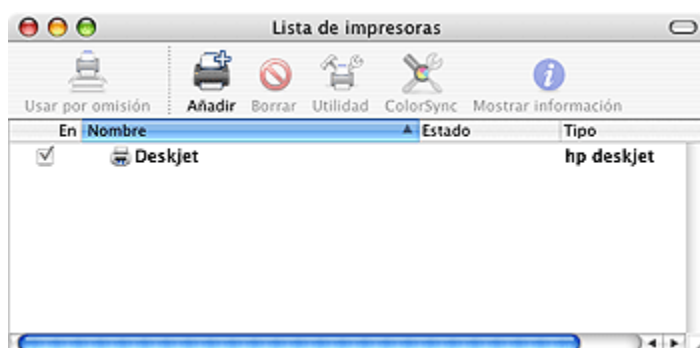 Lista de impresoras
Usar por omisión Añadir Borrar Utilidad ColorSync Mostrar información
En Nombre Estado Tipo
Deskjet hp deskjet